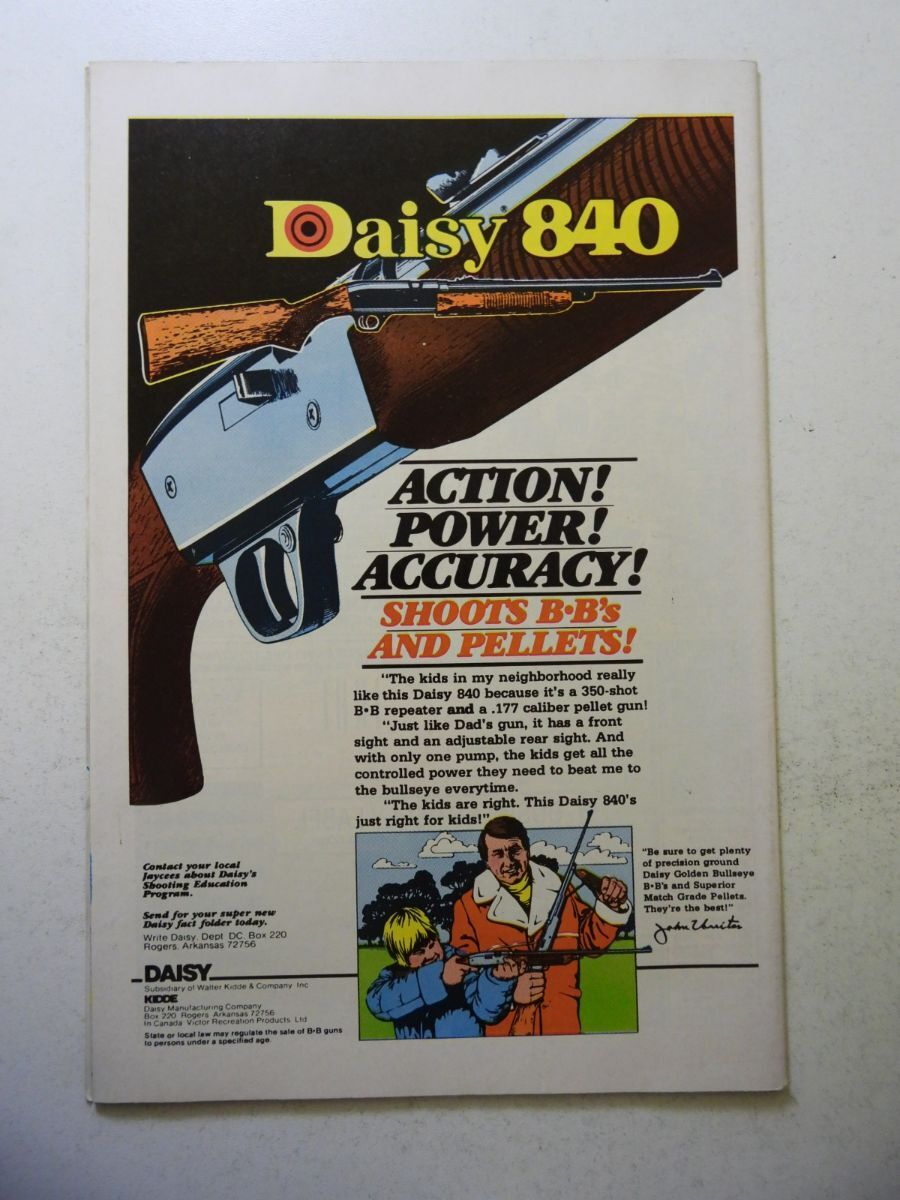 Daisy 840
ACTION!
POWER!
ACCURACY!
SHOOTS B•B's
AND PELLETS!
"The kids in my neighborhood really
like this Daisy 840 because it's a 350-shot
B•B repeater and a .177 caliber pellet gun!
"Just like Dad's gun, it has a front
sight and an adjustable rear sight. And
with only one pump, the kids get all the
controlled power they need to beat me to
the bullseye everytime.
"The kids are right. This Daisy 840's
just right for kids!"
"Be sure to get plenty
of precision ground
Daisy Golden Bullseye
B•B's and Superior
Match Grade Pellets.
They're the best!"
John Unitas
Contact your local
Jaycees about Daisy's
Shooting Education
Program.
Send for your super new
Daisy fact folder today.
Write Daisy, Dept DC, Box 220
Rogers, Arkansas 72756
DAISY
Subsidiary of Walter Kidde & Company Inc
KIDDE
Daisy Manufacturing Company
Box 220 Rogers Arkansas 72756
In Canada Victor Recreation Products Ltd
State or local law may regulate the sale of B•B guns
to persons under a specified age.